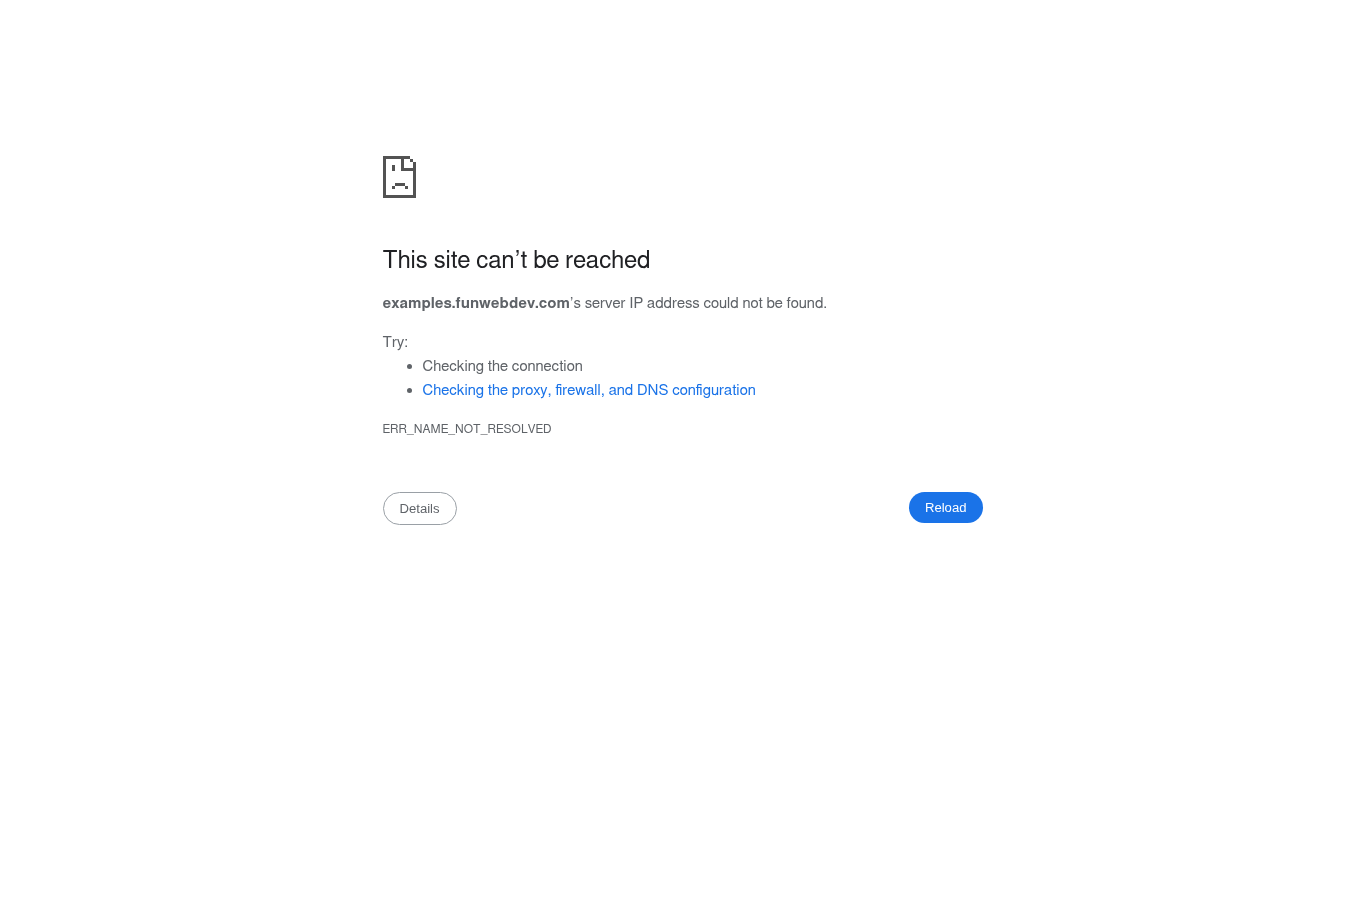 This site can’t be reached
examples.funwebdev.com’s server IP address could not be found.
Try:
Checking the connection
Checking the proxy, firewall, and DNS configuration
ERR_NAME_NOT_RESOLVED
Details
Reload